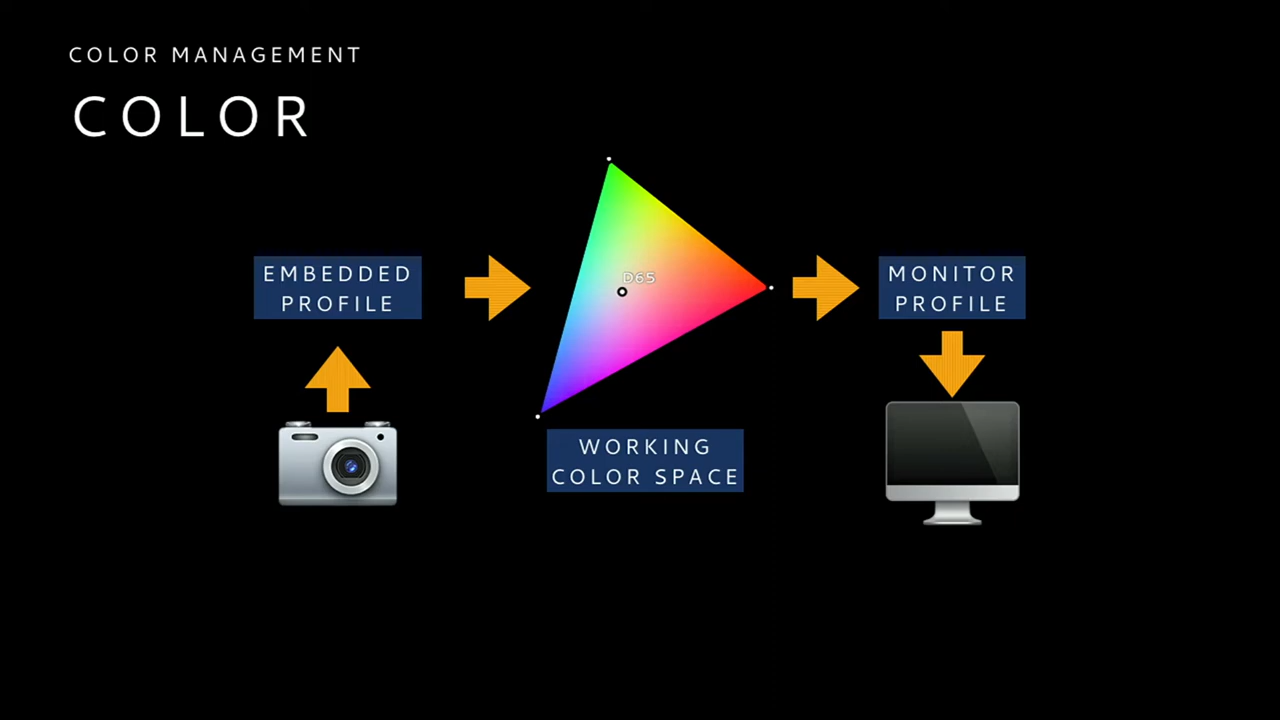 COLOR MANAGEMENT
COLOR
EMBEDDED
PROFILE
D65
MONITOR
PROFILE
WORKING
COLOR SPACE